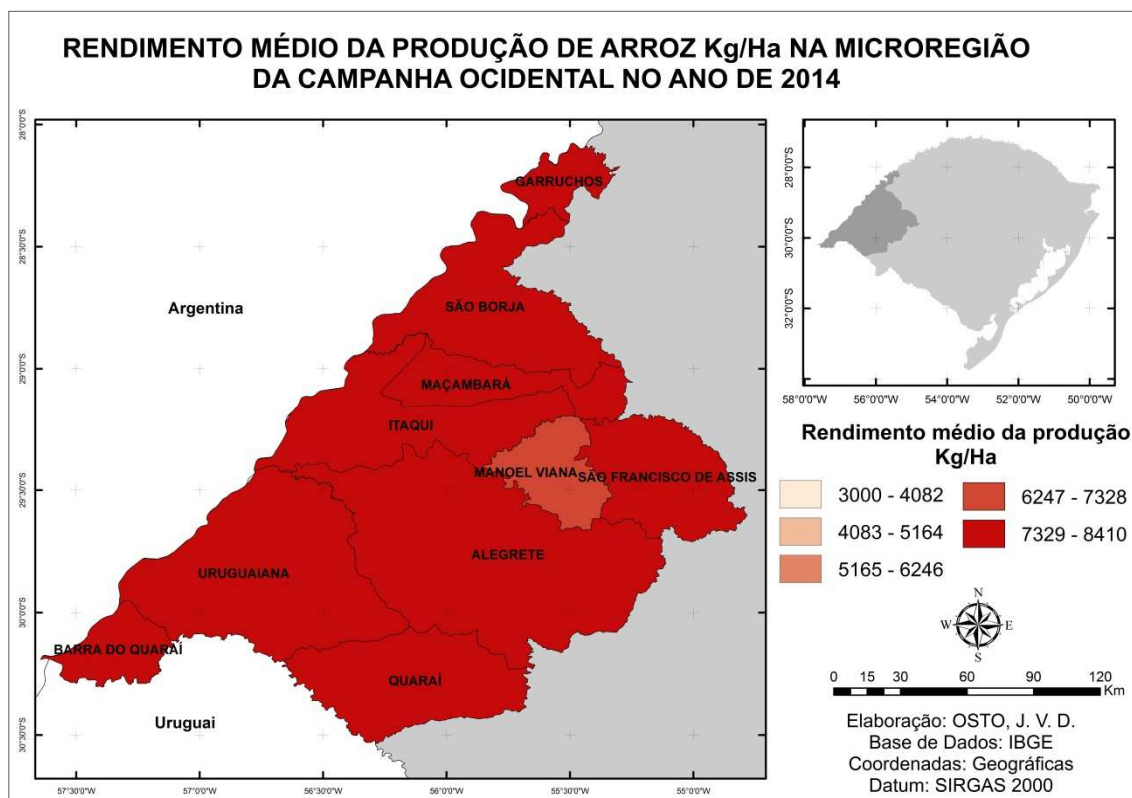 RENDIMENTO MÉDIO DA PRODUÇÃO DE ARROZ Kg/Ha NA MICROREGIÃO
DA CAMPANHA OCIDENTAL NO ANO DE 2014
28°0'0"S
28°30'0"S
29°0'0"S
29°30'0"S
30°0'0"S
30°30'0"S
GARRUCHOS
Argentina
SÃO BORJA
MAÇAMBARÁ
ITAQUI
MANOEL VIANA
SÃO FRANCISCO DE ASSIS
ALEGRETE
URUGUAIANA
BARRA DO QUARAÍ
QUARAÍ
Uruguai
57°30'0"W 57°0'0"W 56°30'0"W 56°0'0"W 55°30'0"W 55°0'0"W
28°0'0"S
30°0'0"S
32°0'0"S
58°0'0"W 56°0'0"W 54°0'0"W 52°0'0"W 50°0'0"W
Rendimento médio da produção
Kg/Ha
3000 - 4082
4083 - 5164
5165 - 6246
6247 - 7328
7329 - 8410
N
W E
S
0 15 30 60 90 120
Km
Elaboração: OSTO, J. V. D.
Base de Dados: IBGE
Coordenadas: Geográficas
Datum: SIRGAS 2000